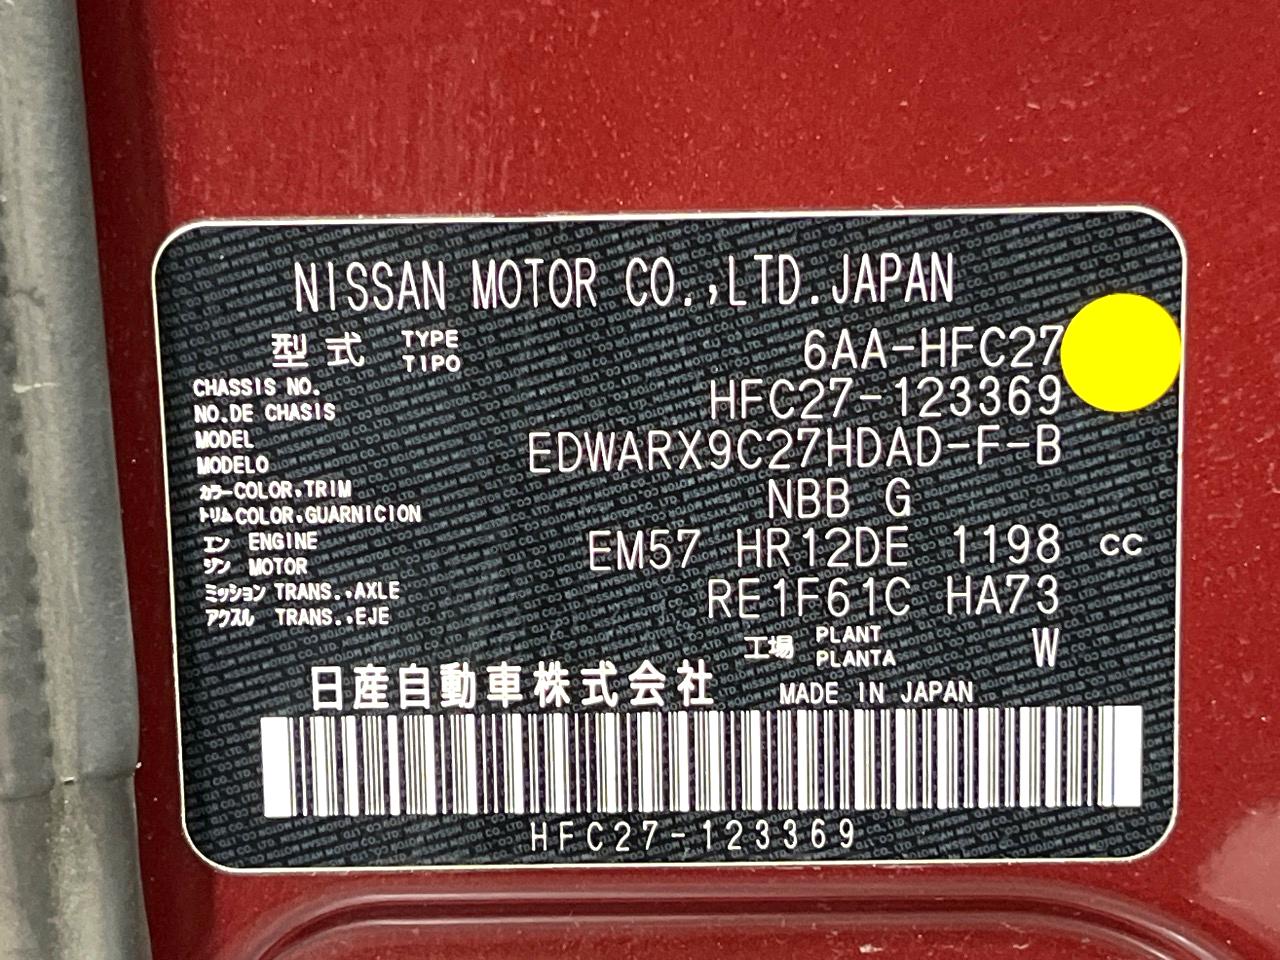 NISSAN MOTOR CO.,LTD.JAPAN
型式 TYPE TIPO 6AA-HFC27
CHASSIS NO.
NO.DE CHASIS HFC27-123369
MODEL
MODELO EDWARX9C27HDAD-F-B
カラー COLOR,TRIM
トリム COLOR,GUARNICION NBB G
エン ENGINE
ジン MOTOR EM57 HR12DE 1198 cc
ミッション TRANS.,AXLE
アクスル TRANS.,EJE RE1F61C HA73
工場 PLANT PLANTA W
日産自動車株式会社 MADE IN JAPAN
HFC27-123369